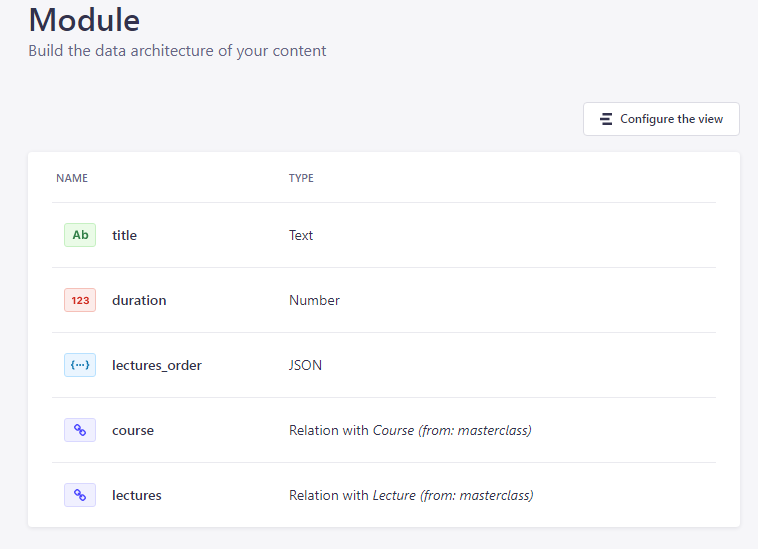 Module
Build the data architecture of your content
Configure the view
NAME TYPE
Ab title Text
123 duration Number
{···} lectures_order JSON
course Relation with Course (from: masterclass)
lectures Relation with Lecture (from: masterclass)